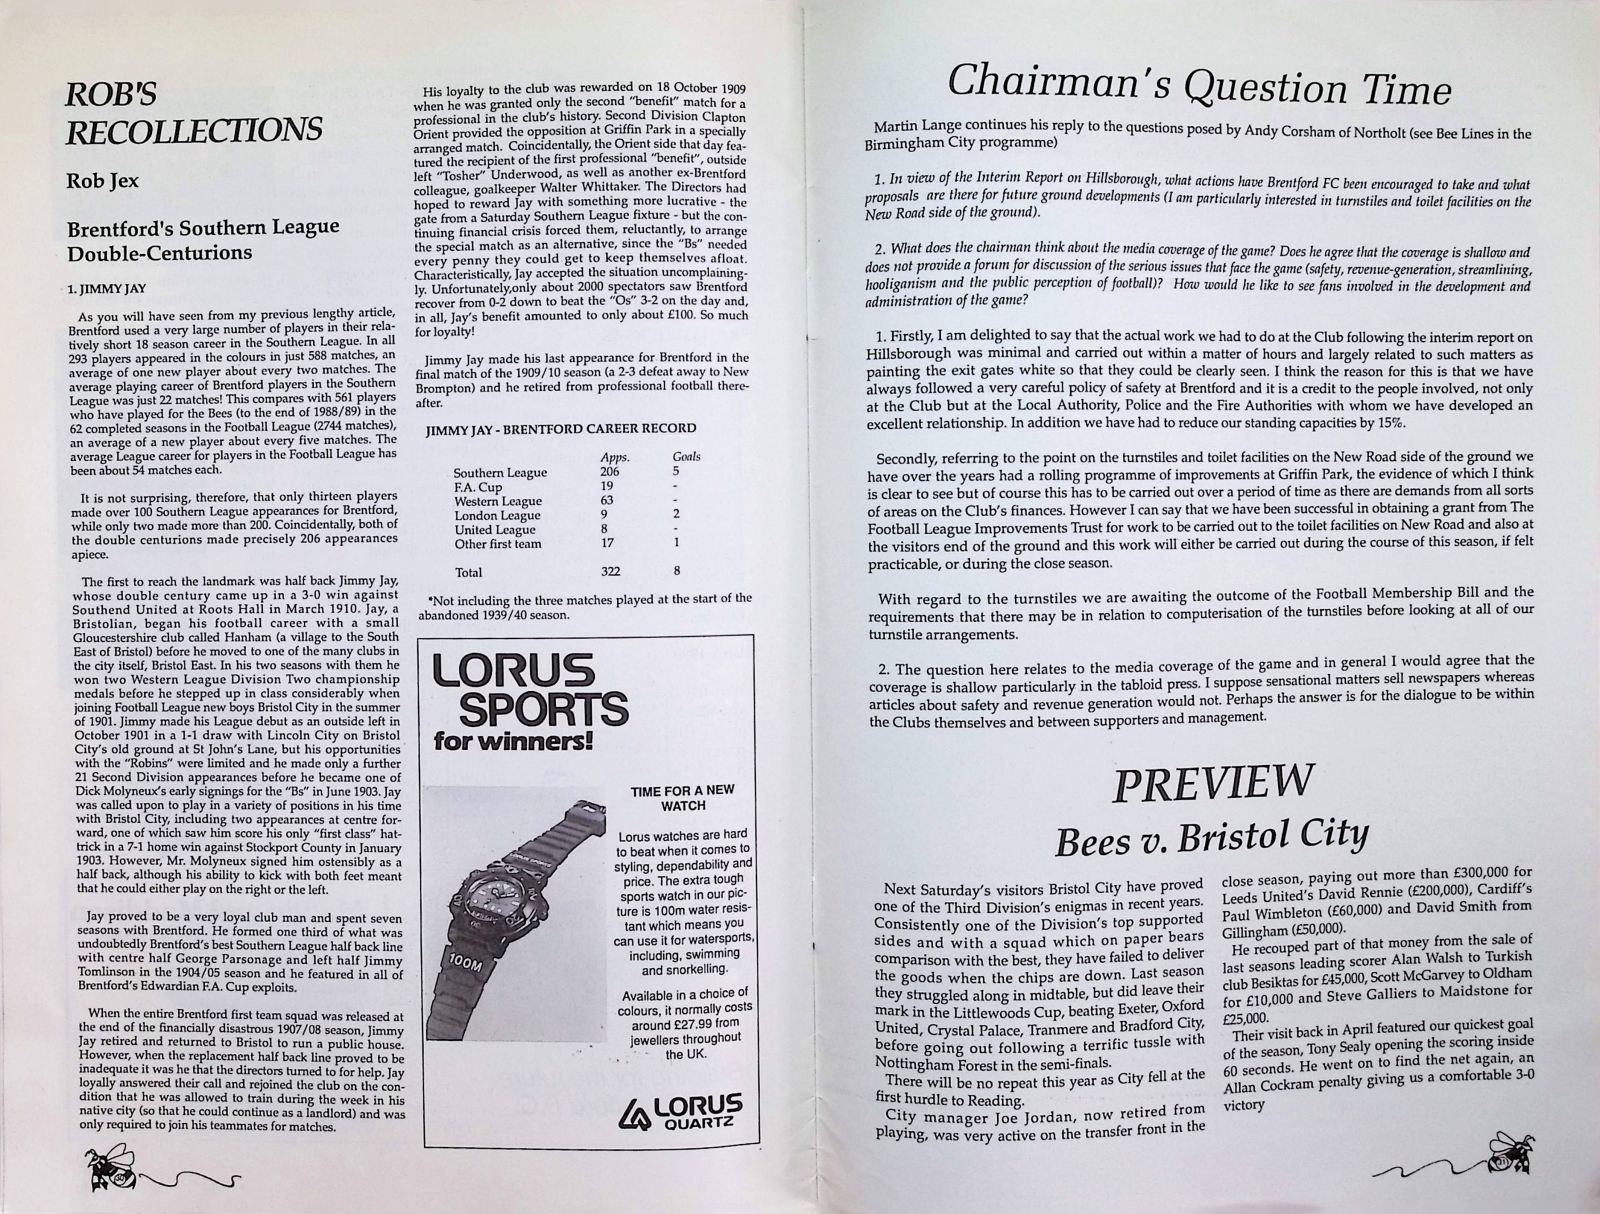 ROB'S
RECOLLECTIONS
Rob Jex
Brentford's Southern League
Double-Centurions
1. JIMMY JAY
As you will have seen from my previous lengthy article,
Brentford used a very large number of players in their rela-
tively short 18 season career in the Southern League. In all
293 players appeared in the colours in just 588 matches, an
average of one new player about every two matches. The
average playing career of Brentford players in the Southern
League was just 22 matches! This compares with 561 players
who have played for the Bees (to the end of 1988/89) in the
62 completed seasons in the Football League (2744 matches),
an average of a new player about every five matches. The
average League career for players in the Football League has
been about 54 matches each.
It is not surprising, therefore, that only thirteen players
made over 100 Southern League appearances for Brentford,
while only two made more than 200. Coincidentally, both of
the double centurions made precisely 206 appearances
apiece.
The first to reach the landmark was half back Jimmy Jay,
whose double century came up in a 3-0 win against
Southend United at Roots Hall in March 1910. Jay, a
Bristolian, began his football career with a small
Gloucestershire club called Hanham (a village to the South
East of Bristol) before he moved to one of the many clubs in
the city itself, Bristol East. In his two seasons with them he
won two Western League Division Two championship
medals before he stepped up in class considerably when
joining Football League new boys Bristol City in the summer
of 1901. Jimmy made his League debut as an outside left in
October 1901 in a 1-1 draw with Lincoln City on Bristol
City's old ground at St John's Lane, but his opportunities
with the "Robins" were limited and he made only a further
21 Second Division appearances before he became one of
Dick Molyneux's early signings for the "Bs" in June 1903. Jay
was called upon to play in a variety of positions in his time
with Bristol City, including two appearances at centre for-
ward, one of which saw him score his only "first class" hat-
trick in a 7-1 home win against Stockport County in January
1903. However, Mr. Molyneux signed him ostensibly as a
half back, although his ability to kick with both feet meant
that he could either play on the right or the left.
Jay proved to be a very loyal club man and spent seven
seasons with Brentford. He formed one third of what was
undoubtedly Brentford's best Southern League half back line
with centre half George Parsonage and left half Jimmy
Tomlinson in the 1904/05 season and he featured in all of
Brentford's Edwardian F.A. Cup exploits.
When the entire Brentford first team squad was released at
the end of the financially disastrous 1907/08 season, Jimmy
Jay retired and returned to Bristol to run a public house.
However, when the replacement half back line proved to be
inadequate it was he that the directors turned to for help. Jay
loyally answered their call and rejoined the club on the con-
dition that he was allowed to train during the week in his
native city (so that he could continue as a landlord) and was
only required to join his teammates for matches.
30
His loyalty to the club was rewarded on 18 October 1909
when he was granted only the second "benefit" match for a
professional in the club's history. Second Division Clapton
Orient provided the opposition at Griffin Park in a specially
arranged match. Coincidentally, the Orient side that day fea-
tured the recipient of the first professional "benefit", outside
left "Tosher" Underwood, as well as another ex-Brentford
colleague, goalkeeper Walter Whittaker. The Directors had
hoped to reward Jay with something more lucrative - the
gate from a Saturday Southern League fixture - but the con-
tinuing financial crisis forced them, reluctantly, to arrange
the special match as an alternative, since the "Bs" needed
every penny they could get to keep themselves afloat.
Characteristically, Jay accepted the situation uncomplaining-
ly. Unfortunately,only about 2000 spectators saw Brentford
recover from 0-2 down to beat the "Os" 3-2 on the day and,
in all, Jay's benefit amounted to only about £100. So much
for loyalty!
Jimmy Jay made his last appearance for Brentford in the
final match of the 1909/10 season (a 2-3 defeat away to New
Brompton) and he retired from professional football there-
after.
JIMMY JAY - BRENTFORD CAREER RECORD
Apps. Goals
Southern League 206 5
F.A. Cup 19 -
Western League 63 -
London League 9 2
United League 8 -
Other first team 17 1
Total 322 8
*Not including the three matches played at the start of the
abandoned 1939/40 season.
LORUS
SPORTS
for winners!
100M
TIME FOR A NEW
WATCH
Lorus watches are hard
to beat when it comes to
styling, dependability and
price. The extra tough
sports watch in our pic-
ture is 100m water resis-
tant which means you
can use it for watersports,
including, swimming
and snorkelling.
Available in a choice of
colours, it normally costs
around £27.99 from
jewellers throughout
the UK.
LORUS
QUARTZ
Chairman's Question Time
Martin Lange continues his reply to the questions posed by Andy Corsham of Northolt (see Bee Lines in the
Birmingham City programme)
1. In view of the Interim Report on Hillsborough, what actions have Brentford FC been encouraged to take and what
proposals are there for future ground developments (I am particularly interested in turnstiles and toilet facilities on the
New Road side of the ground).
2. What does the chairman think about the media coverage of the game? Does he agree that the coverage is shallow and
does not provide a forum for discussion of the serious issues that face the game (safety, revenue-generation, streamlining,
hooliganism and the public perception of football)? How would he like to see fans involved in the development and
administration of the game?
1. Firstly, I am delighted to say that the actual work we had to do at the Club following the interim report on
Hillsborough was minimal and carried out within a matter of hours and largely related to such matters as
painting the exit gates white so that they could be clearly seen. I think the reason for this is that we have
always followed a very careful policy of safety at Brentford and it is a credit to the people involved, not only
at the Club but at the Local Authority, Police and the Fire Authorities with whom we have developed an
excellent relationship. In addition we have had to reduce our standing capacities by 15%.
Secondly, referring to the point on the turnstiles and toilet facilities on the New Road side of the ground we
have over the years had a rolling programme of improvements at Griffin Park, the evidence of which I think
is clear to see but of course this has to be carried out over a period of time as there are demands from all sorts
of areas on the Club's finances. However I can say that we have been successful in obtaining a grant from The
Football League Improvements Trust for work to be carried out to the toilet facilities on New Road and also at
the visitors end of the ground and this work will either be carried out during the course of this season, if felt
practicable, or during the close season.
With regard to the turnstiles we are awaiting the outcome of the Football Membership Bill and the
requirements that there may be in relation to computerisation of the turnstiles before looking at all of our
turnstile arrangements.
2. The question here relates to the media coverage of the game and in general I would agree that the
coverage is shallow particularly in the tabloid press. I suppose sensational matters sell newspapers whereas
articles about safety and revenue generation would not. Perhaps the answer is for the dialogue to be within
the Clubs themselves and between supporters and management.
PREVIEW
Bees v. Bristol City
Next Saturday's visitors Bristol City have proved
one of the Third Division's enigmas in recent years.
Consistently one of the Division's top supported
sides and with a squad which on paper bears
comparison with the best, they have failed to deliver
the goods when the chips are down. Last season
they struggled along in midtable, but did leave their
mark in the Littlewoods Cup, beating Exeter, Oxford
United, Crystal Palace, Tranmere and Bradford City,
before going out following a terrific tussle with
Nottingham Forest in the semi-finals.
There will be no repeat this year as City fell at the
first hurdle to Reading.
City manager Joe Jordan, now retired from
playing, was very active on the transfer front in the
close season, paying out more than £300,000 for
Leeds United's David Rennie (£200,000), Cardiff's
Paul Wimbleton (£60,000) and David Smith from
Gillingham (£50,000).
He recouped part of that money from the sale of
last seasons leading scorer Alan Walsh to Turkish
club Besiktas for £45,000, Scott McGarvey to Oldham
for £10,000 and Steve Galliers to Maidstone for
£25,000.
Their visit back in April featured our quickest goal
of the season, Tony Sealy opening the scoring inside
60 seconds. He went on to find the net again, an
Allan Cockram penalty giving us a comfortable 3-0
victory
31